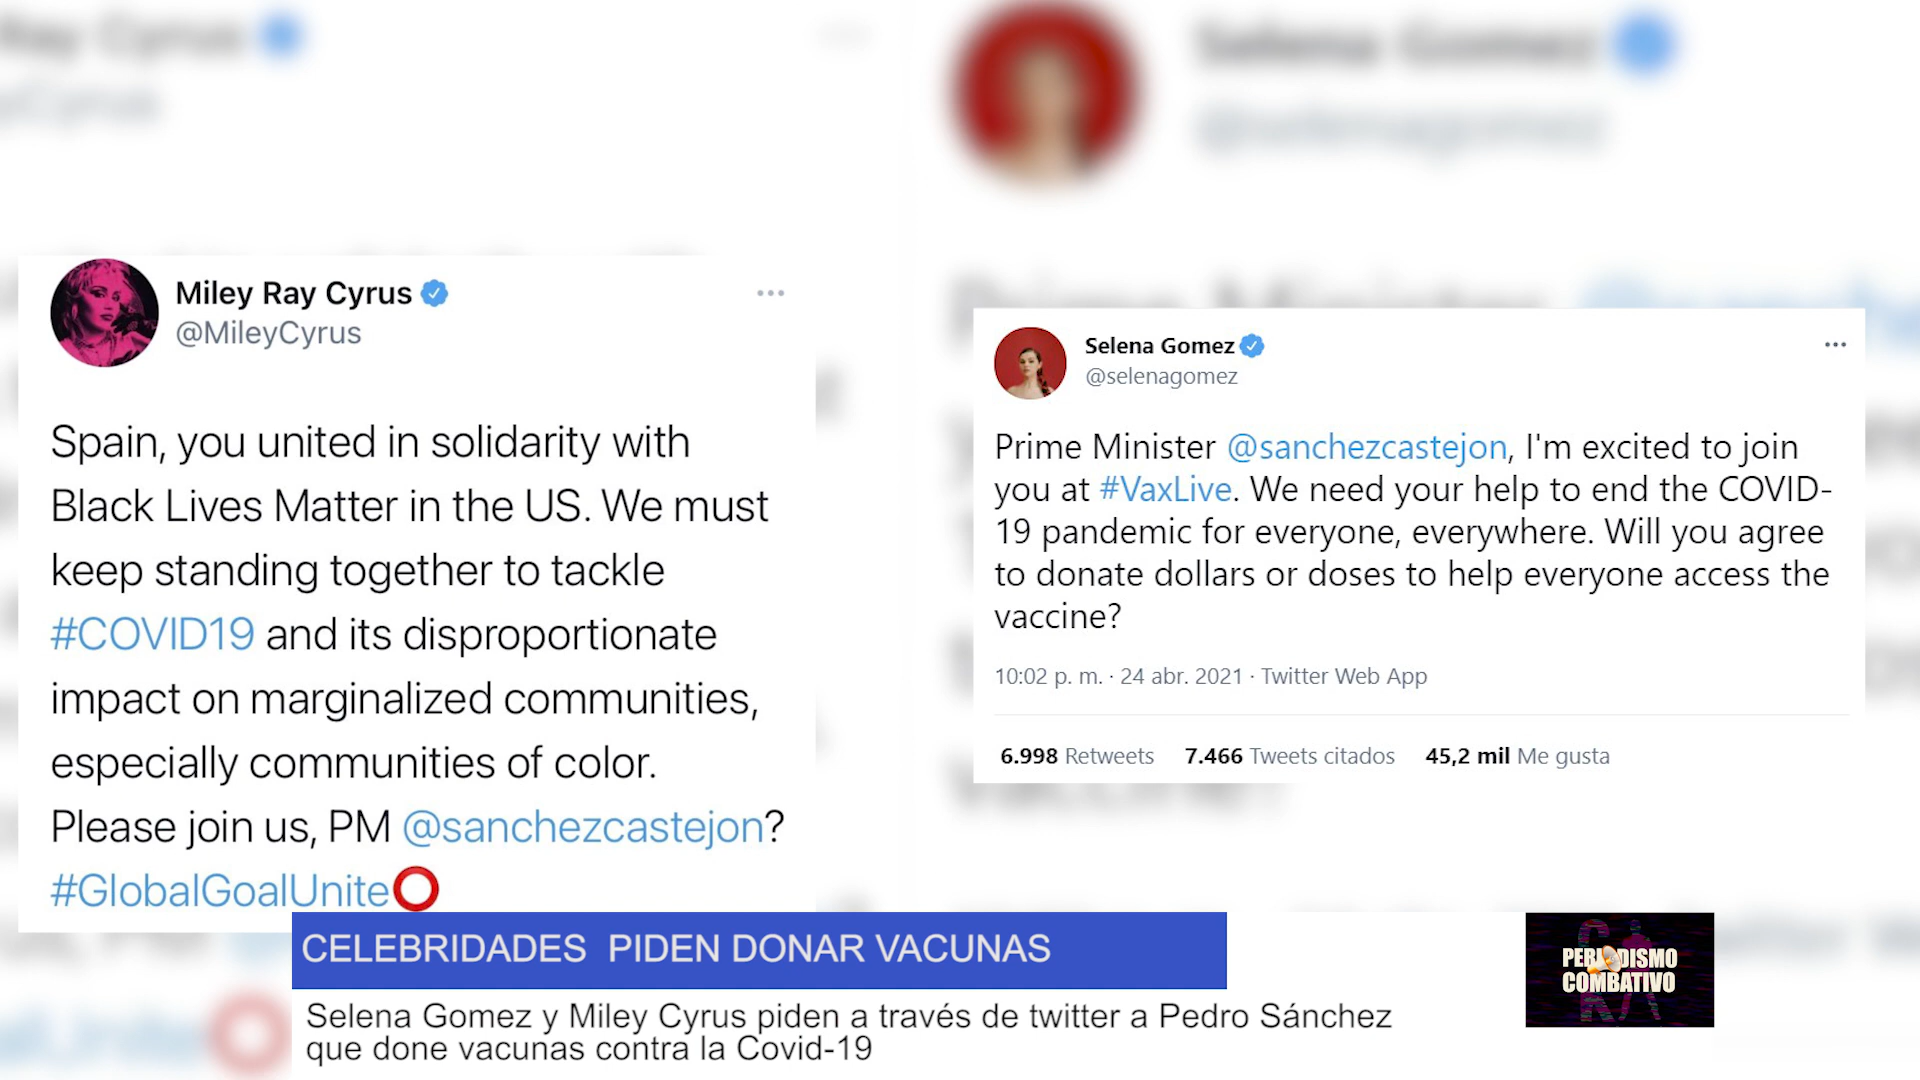 Ray Cyrus
Selena Gomez
@selenagomez
Miley Ray Cyrus
@MileyCyrus
Spain, you united in solidarity with
Black Lives Matter in the US. We must
keep standing together to tackle
#COVID19 and its disproportionate
impact on marginalized communities,
especially communities of color.
Please join us, PM @sanchezcastejon?
#GlobalGoalUnite⭕
Selena Gomez
@selenagomez
Prime Minister @sanchezcastejon, I'm excited to join
you at #VaxLive. We need your help to end the COVID-
19 pandemic for everyone, everywhere. Will you agree
to donate dollars or doses to help everyone access the
vaccine?
10:02 p. m. · 24 abr. 2021 · Twitter Web App
6.998 Retweets 7.466 Tweets citados 45,2 mil Me gusta
CELEBRIDADES PIDEN DONAR VACUNAS
Selena Gomez y Miley Cyrus piden a través de twitter a Pedro Sánchez
que done vacunas contra la Covid-19
PERIODISMO
COMBATIVO